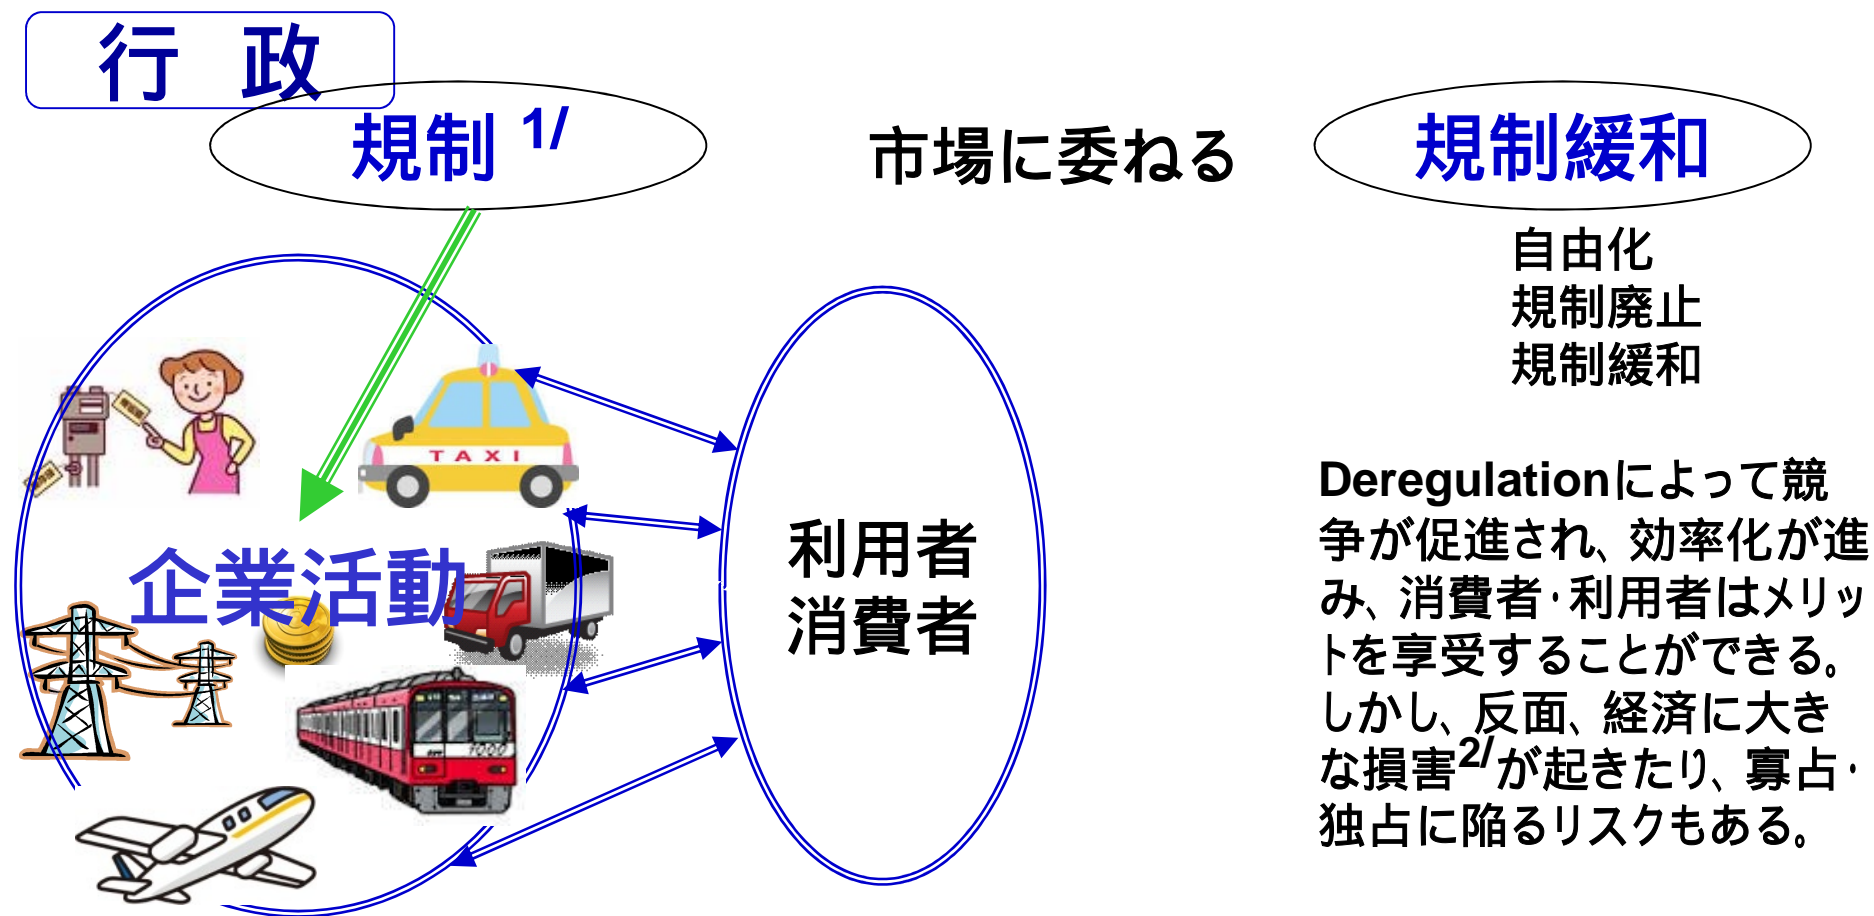 行 政
規制 1/
市場に委ねる
規制緩和
自由化
規制廃止
規制緩和
TAXI
企業活動
利用者
消費者
Deregulationによって競
争が促進され、効率化が進
み、消費者・利用者はメリッ
トを享受することができる。
しかし、反面、経済に大き
な損害2/が起きたり、寡占・
独占に陥るリスクもある。
1000